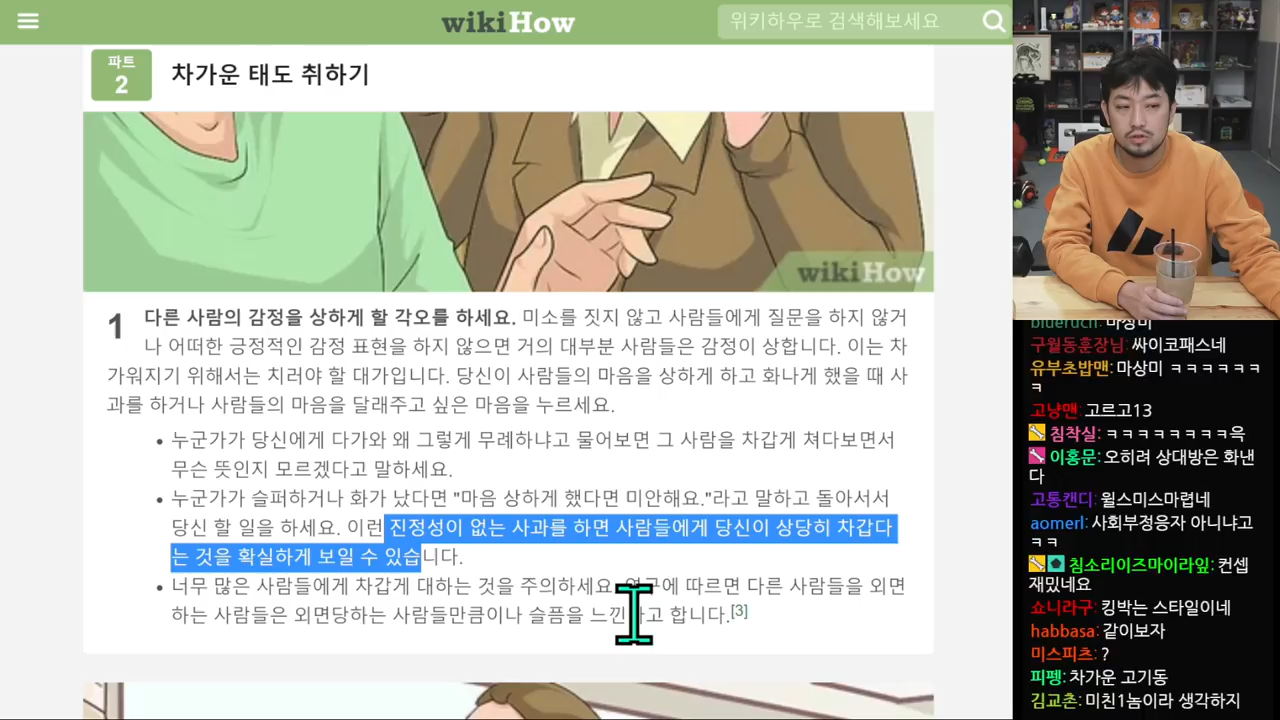 wikiHow
위키하우로 검색해보세요
파트
2
차가운 태도 취하기
wikiHow
1
다른 사람의 감정을 상하게 할 각오를 하세요. 미소를 짓지 않고 사람들에게 질문을 하지 않거
나 어떠한 긍정적인 감정 표현을 하지 않으면 거의 대부분 사람들은 감정이 상합니다. 이는 차
가워지기 위해서는 치러야 할 대가입니다. 당신이 사람들의 마음을 상하게 하고 화나게 했을 때 사
과를 하거나 사람들의 마음을 달래주고 싶은 마음을 누르세요.
• 누군가가 당신에게 다가와 왜 그렇게 무례하냐고 물어보면 그 사람을 차갑게 쳐다보면서
무슨 뜻인지 모르겠다고 말하세요.
• 누군가가 슬퍼하거나 화가 났다면 "마음 상하게 했다면 미안해요."라고 말하고 돌아서서
당신 할 일을 하세요. 이런 진정성이 없는 사과를 하면 사람들에게 당신이 상당히 차갑다
는 것을 확실하게 보일 수 있습니다.
• 너무 많은 사람들에게 차갑게 대하는 것을 주의하세요. 연구에 따르면 다른 사람들을 외면
하는 사람들은 외면당하는 사람들만큼이나 슬픔을 느낀다고 합니다.[3]
blueruch: 마상미
구월동훈장님: 싸이코패스네
유부초밥맨: 마상미 ㅋㅋㅋㅋㅋㅋ
ㅋ
고냥맨: 고르고13
침착실: ㅋㅋㅋㅋㅋㅋㅋㅋ윽
이홍문: 오히려 상대방은 화낸
다
고통캔디: 윌스미스마렵네
aomerl: 사회부정응자 아니냐고
ㅋㅋ
침소리이즈마이라잎: 컨셉
재밌네요
쇼니라구: 킹박는 스타일이네
habbasa: 같이보자
미스피츠: ?
피펭: 차가운 고기동
김교촌: 미친1놈이라 생각하지